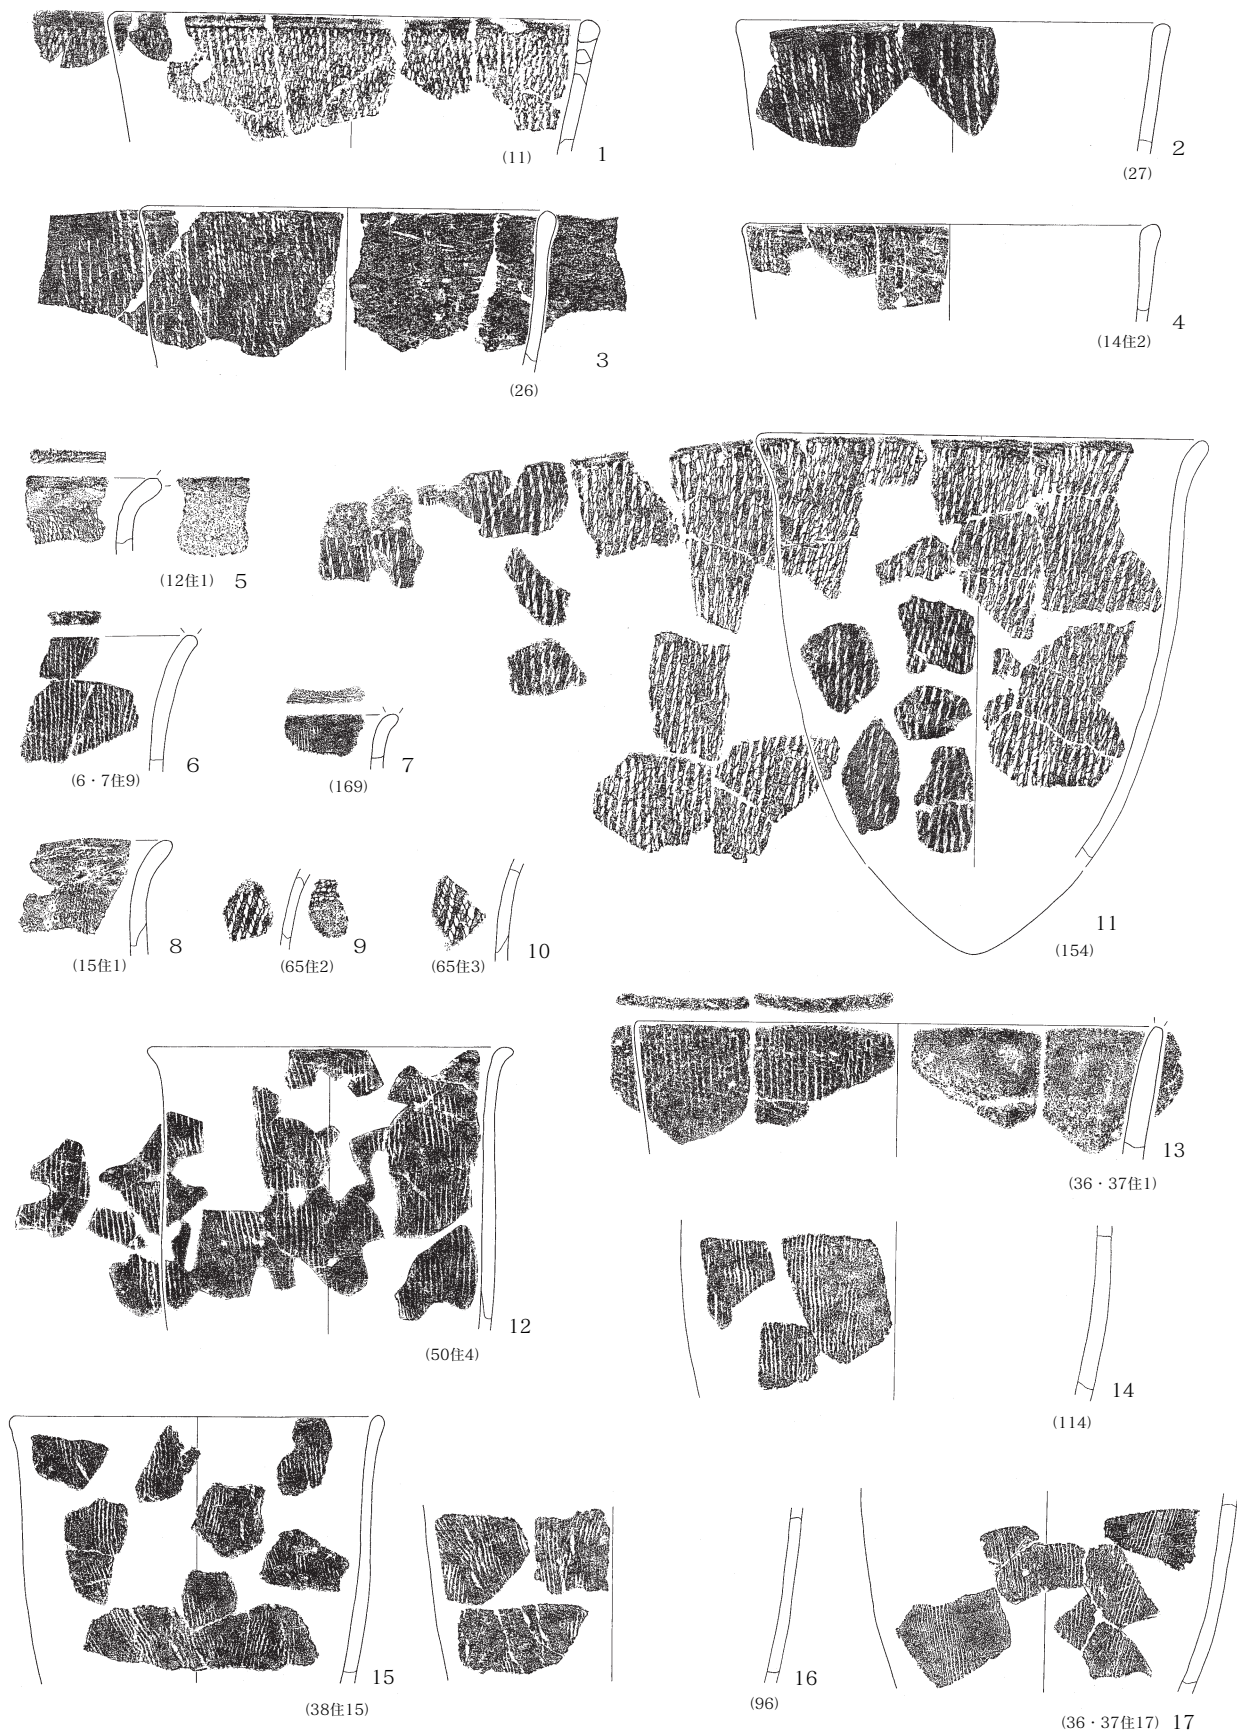 (11) 1
(27) 2
(26) 3
(14住2) 4
(12住1) 5
(6・7住9) 6
(169) 7
(15住1) 8
(65住2) 9
(65住3) 10
(154) 11
(50住4) 12
(36・37住1) 13
(114) 14
(38住15) 15
(96) 16
(36・37住17) 17